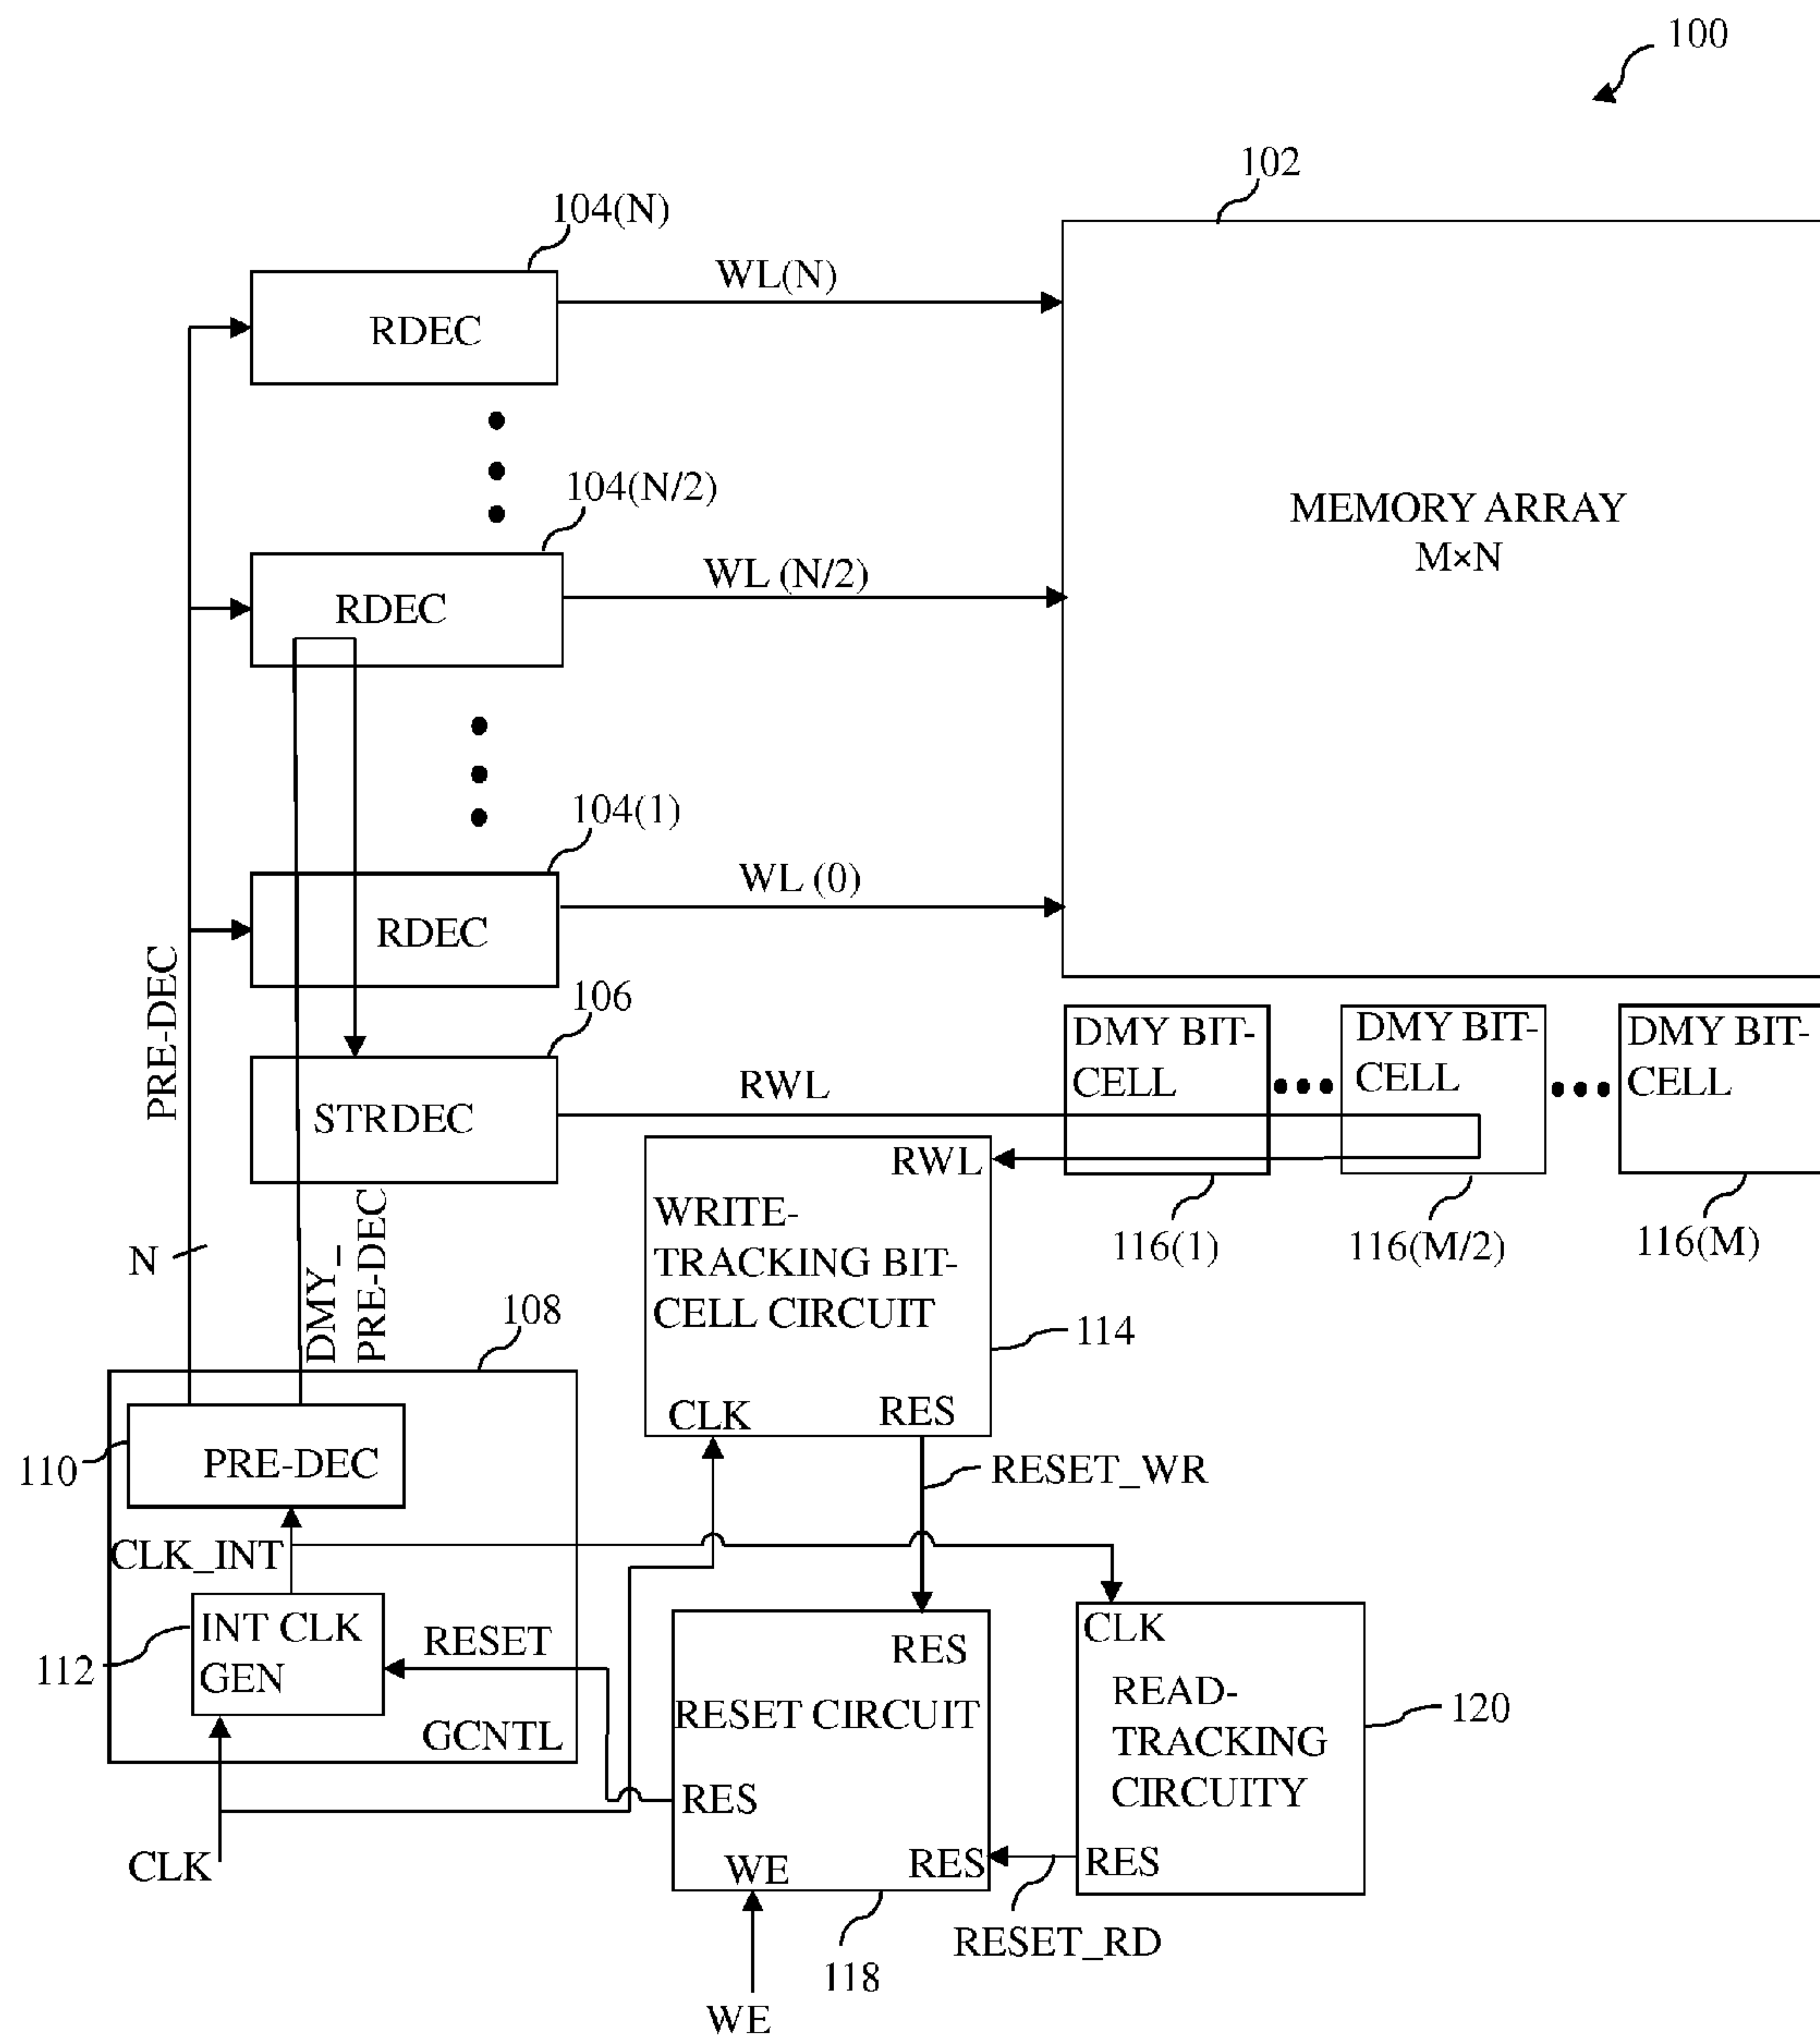 100
102
104(N)
WL(N)
RDEC
104(N/2)
WL (N/2)
RDEC
MEMORY ARRAY
M×N
104(1)
WL (0)
RDEC
PRE-DEC
N
106
STRDEC
RWL
DMY BIT-
CELL
DMY BIT-
CELL
DMY BIT-
CELL
116(1)
116(M/2)
116(M)
DMY_
PRE-DEC
RWL
WRITE-
TRACKING BIT-
CELL CIRCUIT
CLK
RES
114
108
110
PRE-DEC
CLK_INT
112
INT CLK
GEN
RESET
GCNTL
CLK
RESET_WR
RES
RESET CIRCUIT
RES
WE
RES
118
WE
CLK
READ-
TRACKING
CIRCUITY
RES
120
RESET_RD